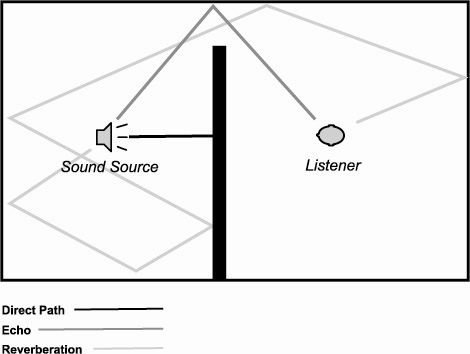 Sound Source
Listener
Direct Path
Echo
Reverberation